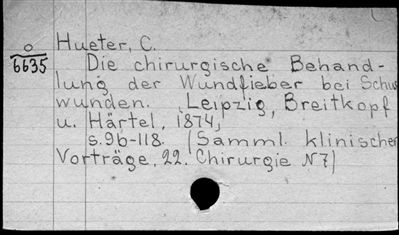 Hueter, C.
O
6635
Die chirurgische Behand-
lung der Wundfieber bei Schus
wunden. Leipzig, Breitkopf
u. Härtel, 1874,
s.96-118. (Samml. klinischer
Vorträge, 22. Chirurgie N7)